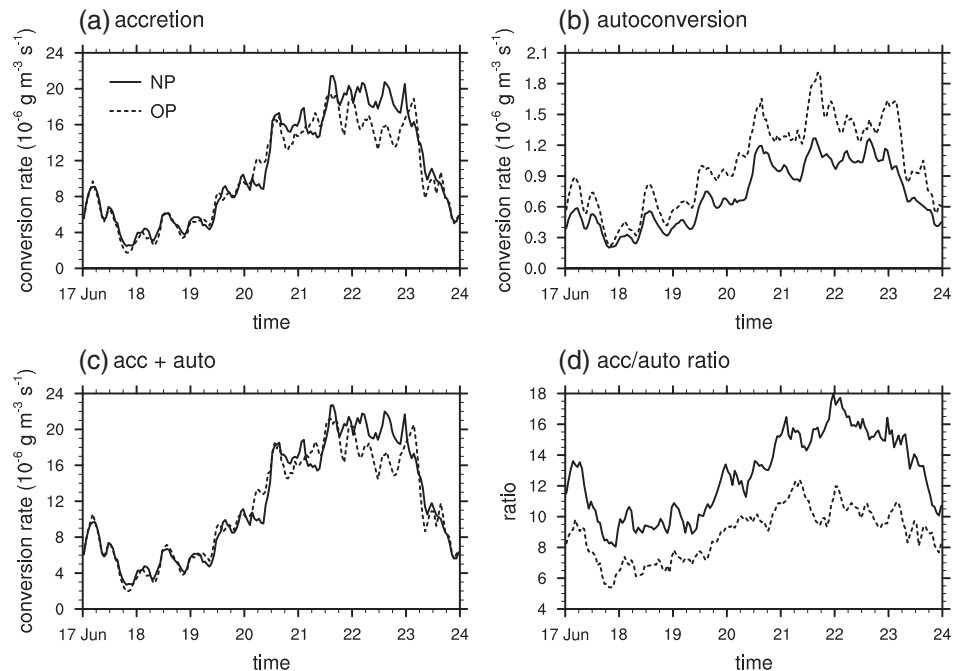 (a) accretion
conversion rate (10⁻⁶ g m⁻³ s⁻¹)
24
20
16
12
8
4
0
NP
OP
17 Jun 18 19 20 21 22 23 24
time
(b) autoconversion
conversion rate (10⁻⁶ g m⁻³ s⁻¹)
2.1
1.8
1.5
1.2
0.9
0.6
0.3
0.0
17 Jun 18 19 20 21 22 23 24
time
(c) acc + auto
conversion rate (10⁻⁶ g m⁻³ s⁻¹)
24
20
16
12
8
4
0
17 Jun 18 19 20 21 22 23 24
time
(d) acc/auto ratio
ratio
18
16
14
12
10
8
6
4
17 Jun 18 19 20 21 22 23 24
time